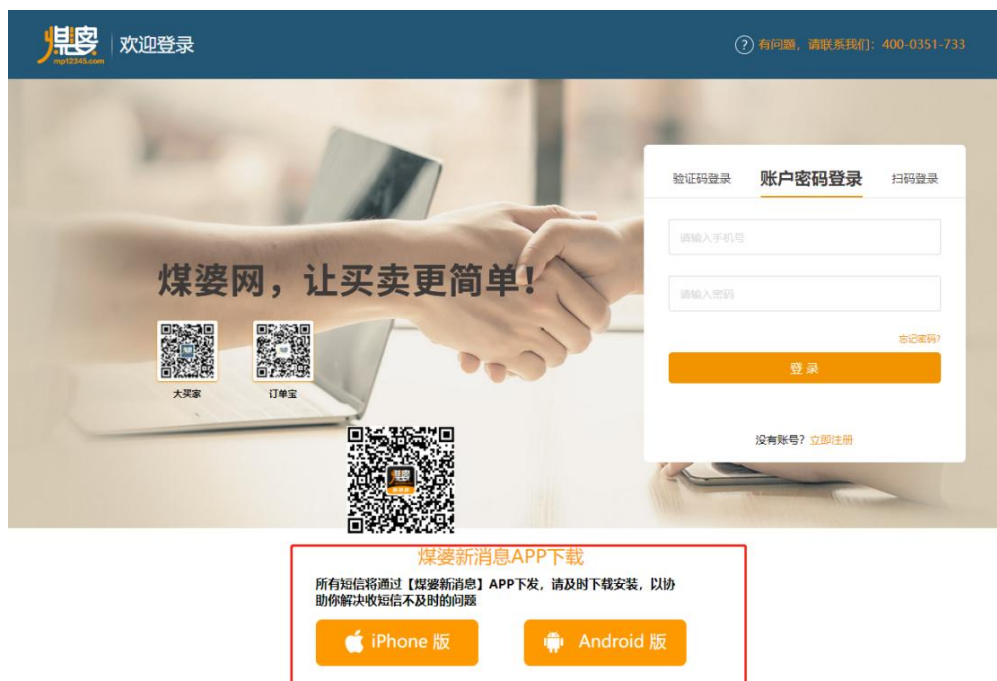 煤婆
mp12345.com
欢迎登录
? 有问题，请联系我们：400-0351-733
验证码登录 账户密码登录 扫码登录
请输入手机号
请输入密码
忘记密码?
登 录
没有账号？立即注册
煤婆网，让买卖更简单！
大买家 订单宝
煤婆新消息APP下载
所有短信将通过【煤婆新消息】APP下发，请及时下载安装，以协
助你解决收短信不及时的问题
iPhone 版 Android 版